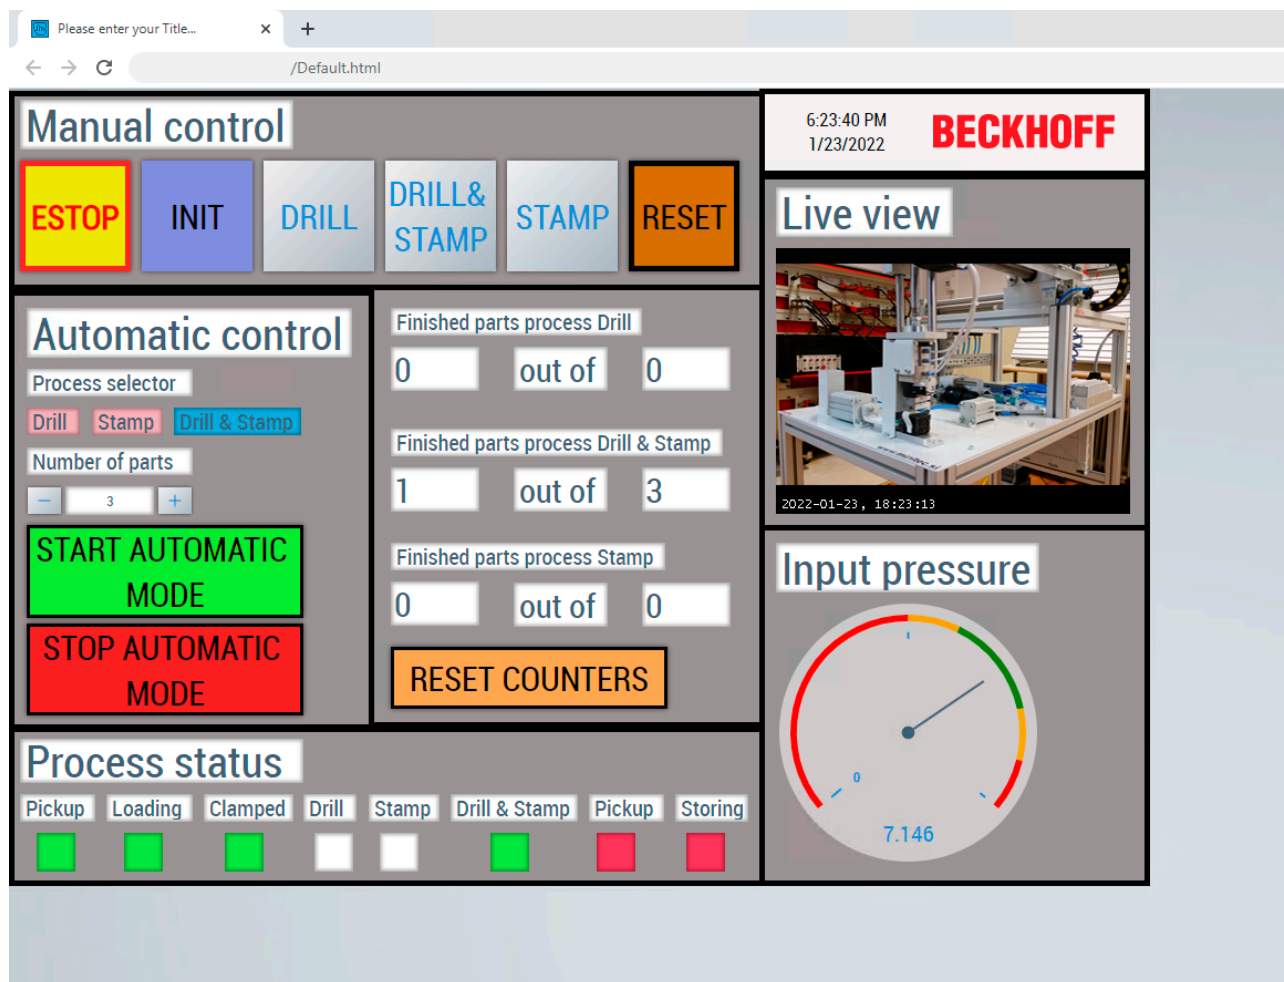 Please enter your Title...
/Default.html
Manual control
ESTOP
INIT
DRILL
DRILL&
STAMP
STAMP
RESET
6:23:40 PM
1/23/2022
BECKHOFF
Automatic control
Process selector
Drill Stamp Drill & Stamp
Number of parts
− 3 +
START AUTOMATIC
MODE
STOP AUTOMATIC
MODE
Finished parts process Drill
0 out of 0
Finished parts process Drill & Stamp
1 out of 3
Finished parts process Stamp
0 out of 0
RESET COUNTERS
Live view
www.minitec.si
2022-01-23, 18:23:13
Input pressure
0
7.146
Process status
Pickup Loading Clamped Drill Stamp Drill & Stamp Pickup Storing